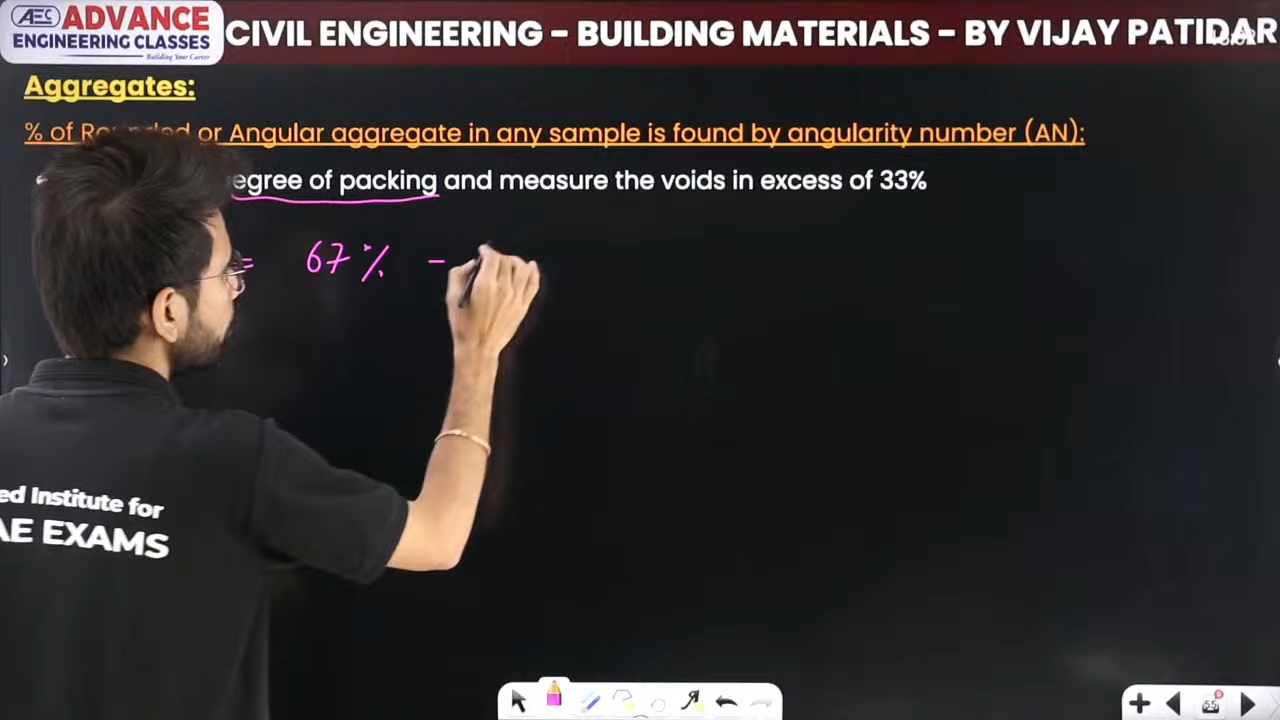 AEC ADVANCE
ENGINEERING CLASSES
Building Your Career
CIVIL ENGINEERING – BUILDING MATERIALS – BY VIJAY PATIDAR
Aggregates:
% of Rounded or Angular aggregate in any sample is found by angularity number (AN):
egree of packing and measure the voids in excess of 33%
= 67 % –
ed Institute for
AE EXAMS
55